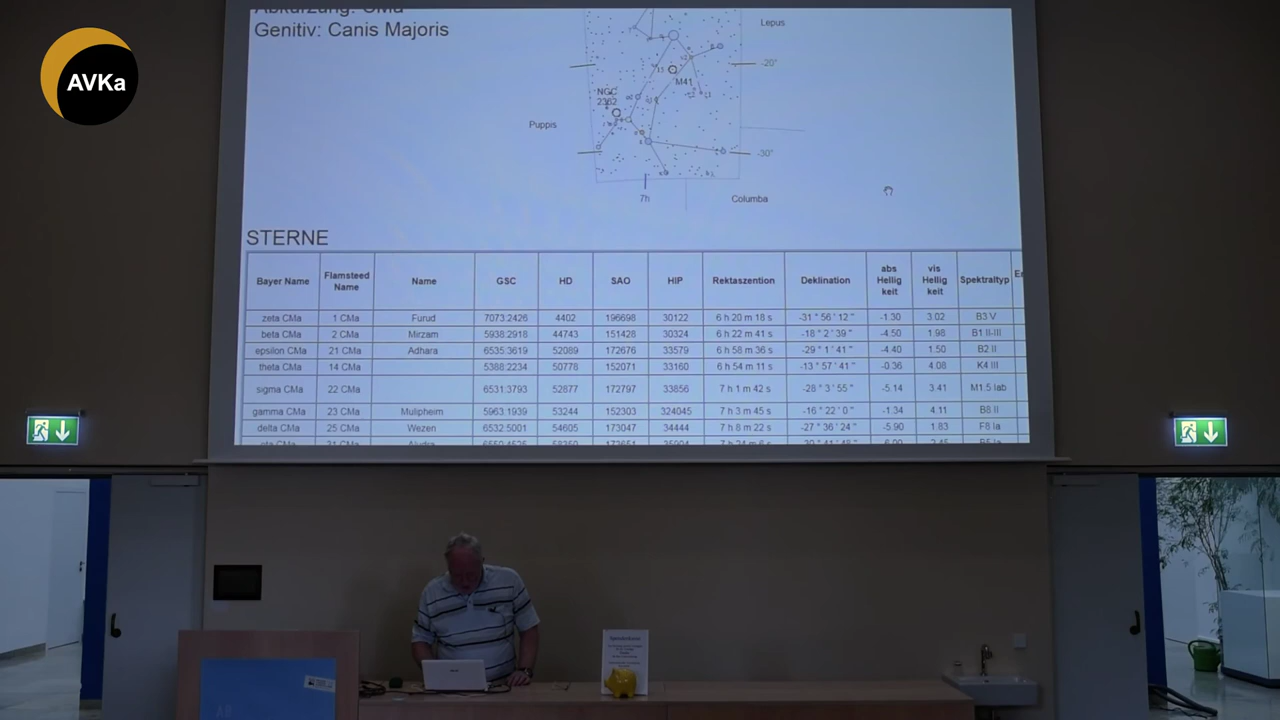 AVKa
Abkürzung: CMa
Genitiv: Canis Majoris
Lepus
-20°
M41
NGC
2362
Puppis
-30°
7h
Columba
STERNE
Bayer Name Flamsteed Name Name GSC HD SAO HIP Rektaszention Deklination abs Hellig keit vis Hellig keit Spektraltyp
zeta CMa 1 CMa Furud 7073:2426 4402 196698 30122 6 h 20 m 18 s -31 ° 56 ' 12 " -1.30 3.02 B3 V
beta CMa 2 CMa Mirzam 5938:2918 44743 151428 30324 6 h 22 m 41 s -18 ° 2 ' 39 " -4.50 1.98 B1 II-III
epsilon CMa 21 CMa Adhara 6535:3619 52089 172676 33579 6 h 58 m 36 s -29 ° 1 ' 41 " -4.40 1.50 B2 II
theta CMa 14 CMa 5388:2234 50778 152071 33160 6 h 54 m 11 s -13 ° 57 ' 41 " -0.36 4.08 K4 III
sigma CMa 22 CMa 6531:3793 52877 172797 33856 7 h 1 m 42 s -28 ° 3 ' 55 " -5.14 3.41 M1.5 Iab
gamma CMa 23 CMa Mulipheim 5963:1939 53244 152303 324045 7 h 3 m 45 s -16 ° 22 ' 0 " -1.34 4.11 B8 II
delta CMa 25 CMa Wezen 6532:5001 54605 173047 34444 7 h 8 m 22 s -27 ° 36 ' 24 " -5.90 1.83 F8 Ia
eta CMa 31 CMa Aludra